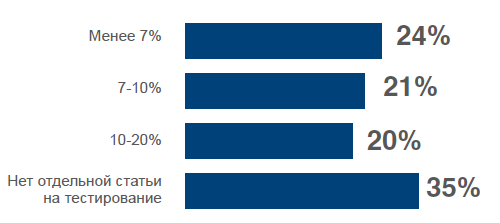 Менее 7%
24%
7-10%
21%
10-20%
20%
Нет отдельной статьи
на тестирование
35%